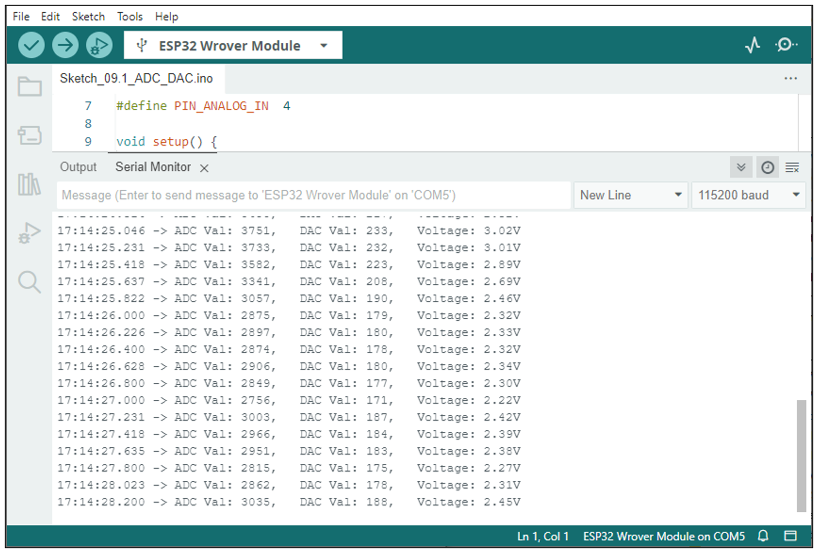 File Edit Sketch Tools Help
ESP32 Wrover Module
Sketch_09.1_ADC_DAC.ino
7 #define PIN_ANALOG_IN 4
8
9 void setup() {
Output Serial Monitor
Message (Enter to send message to 'ESP32 Wrover Module' on 'COM5') New Line 115200 baud
17:14:25.046 -> ADC Val: 3751, DAC Val: 233, Voltage: 3.02V
17:14:25.231 -> ADC Val: 3733, DAC Val: 232, Voltage: 3.01V
17:14:25.418 -> ADC Val: 3582, DAC Val: 223, Voltage: 2.89V
17:14:25.637 -> ADC Val: 3341, DAC Val: 208, Voltage: 2.69V
17:14:25.822 -> ADC Val: 3057, DAC Val: 190, Voltage: 2.46V
17:14:26.000 -> ADC Val: 2875, DAC Val: 179, Voltage: 2.32V
17:14:26.226 -> ADC Val: 2897, DAC Val: 180, Voltage: 2.33V
17:14:26.400 -> ADC Val: 2874, DAC Val: 178, Voltage: 2.32V
17:14:26.628 -> ADC Val: 2906, DAC Val: 180, Voltage: 2.34V
17:14:26.800 -> ADC Val: 2849, DAC Val: 177, Voltage: 2.30V
17:14:27.000 -> ADC Val: 2756, DAC Val: 171, Voltage: 2.22V
17:14:27.231 -> ADC Val: 3003, DAC Val: 187, Voltage: 2.42V
17:14:27.418 -> ADC Val: 2966, DAC Val: 184, Voltage: 2.39V
17:14:27.635 -> ADC Val: 2951, DAC Val: 183, Voltage: 2.38V
17:14:27.800 -> ADC Val: 2815, DAC Val: 175, Voltage: 2.27V
17:14:28.023 -> ADC Val: 2862, DAC Val: 178, Voltage: 2.31V
17:14:28.200 -> ADC Val: 3035, DAC Val: 188, Voltage: 2.45V
Ln 1, Col 1 ESP32 Wrover Module on COM5